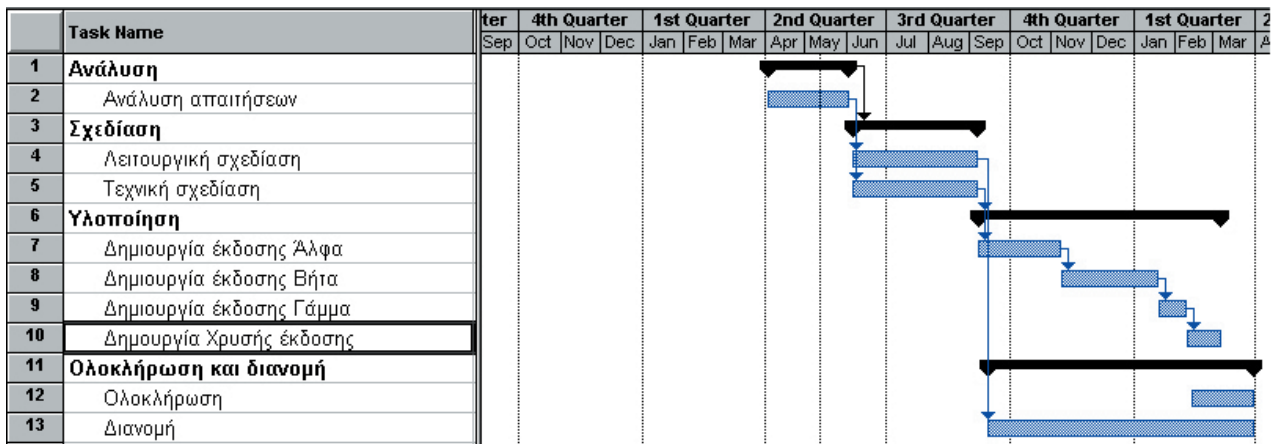 Task Name
ter 4th Quarter 1st Quarter 2nd Quarter 3rd Quarter 4th Quarter 1st Quarter 2
Sep Oct Nov Dec Jan Feb Mar Apr May Jun Jul Aug Sep Oct Nov Dec Jan Feb Mar A
1 Ανάλυση
2 Ανάλυση απαιτήσεων
3 Σχεδίαση
4 Λειτουργική σχεδίαση
5 Τεχνική σχεδίαση
6 Υλοποίηση
7 Δημιουργία έκδοσης Άλφα
8 Δημιουργία έκδοσης Βήτα
9 Δημιουργία έκδοσης Γάμμα
10 Δημουργία Χρυσής έκδοσης
11 Ολοκλήρωση και διανομή
12 Ολοκλήρωση
13 Διανομή